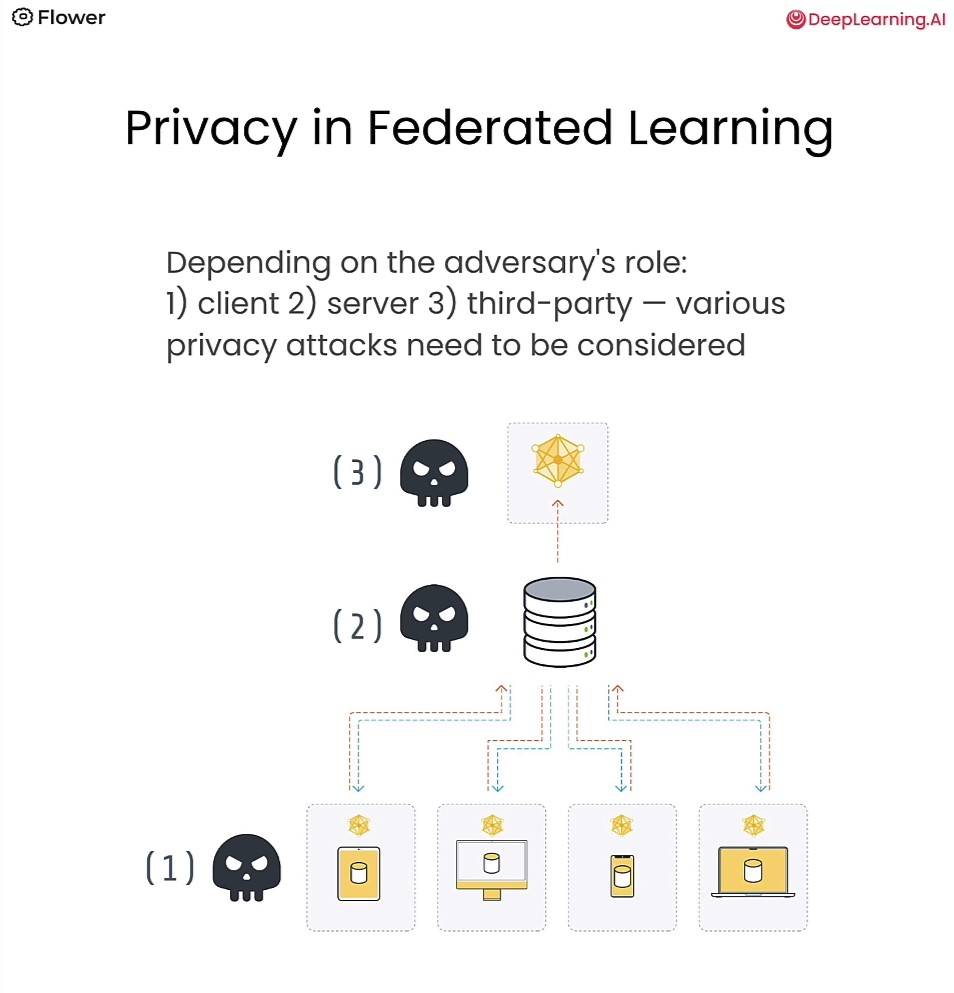 Flower
DeepLearning.AI
Privacy in Federated Learning
Depending on the adversary's role:
1) client 2) server 3) third-party — various
privacy attacks need to be considered
(3)
(2)
(1)